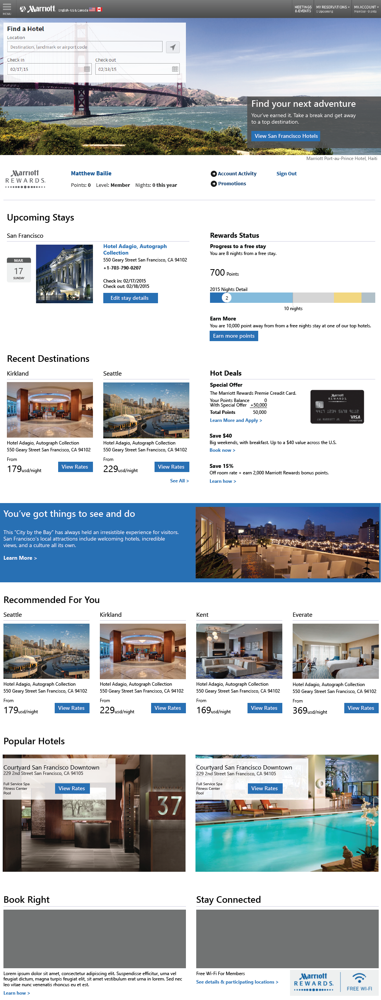 MENU
Marriott.
English-US & Canada
MEETINGS
& EVENTS
MY RESERVATIONS
0 Upcoming
MY ACCOUNT
Member - 0 pnts
Find a Hotel
Location
Destination, landmark or airport code
Check in
Check out
02/17/15
02/18/15
Find your next adventure
Your've earned it. Take a break and get away
to a top destination.
View San Francisco Hotels
Marriott Port-au-Prince Hotel, Haiti
Marriott
REWARDS.
Matthew Bailie
Points: 0 Level: Member Nights: 0 this year
Account Activity
Sign Out
Promotions
Upcoming Stays
San Francisco
MAR
17
SUNDAY
Hotel Adagio, Autograph
Collection
550 Geary Street San Francisco, CA 94102
+1-703-790-0207
Check in: 02/17/2015
Check out: 02/18/2015
Edit stay details
Rewards Status
Progress to a free stay
You are 8 nights from a free stay.
700 Points
2015 Nights Detail
2
10 nights
Earn More
You are 10,000 point away from from a free nights stay at one of our top hotels.
Earn more points
Recent Destinations
Kirkland
Hotel Adagio, Autograph Collection
550 Geary Street San Francisco, CA 94102
From
179usd/night
View Rates
Seattle
Hotel Adagio, Autograph Collection
550 Geary Street San Francisco, CA 94102
From
229usd/night
View Rates
See All >
Hot Deals
Special Offer
The Marriott Rewards Premie Creadit Card.
Your Points Balance 0
With Special Offer +50,000
Total Points 50,000
Learn More and Apply >
Marriott
REWARDS.
4417 1234 5678 9112
J.W. MARRIOTT JR.
VISA
SIGNATURE
Save $40
Big weekends, with breakfast. Up to a $40 value across the U.S.
Book now >
Save 15%
Off room rate + earn 2,000 Marriott Rewards bonus points.
Learn how >
You've got things to see and do
This "City by the Bay" has always held an irresistible experience for visitors.
San Francisco's local attractions include welcoming hotels, incredible
views, and a culture all its own.
Learn More >
Recommended For You
Seattle
Hotel Adagio, Autograph Collection
550 Geary Street San Francisco, CA 94102
From
179usd/night
View Rates
Kirkland
Hotel Adagio, Autograph Collection
550 Geary Street San Francisco, CA 94102
From
229usd/night
View Rates
Kent
Hotel Adagio, Autograph Collection
550 Geary Street San Francisco, CA 94102
From
169usd/night
View Rates
Everate
Hotel Adagio, Autograph Collection
550 Geary Street San Francisco, CA 94102
From
369usd/night
View Rates
Popular Hotels
Courtyard San Francisco Downtown
229 2nd Street San Francisco, CA 94105
Full Service Spa
Fitness Center
Pool
View Rates
37
Courtyard San Francisco Downtown
229 2nd Street San Francisco, CA 94105
Full Service Spa
Fitness Center
Pool
View Rates
Book Right
Lorem ipsum dolor sit amet, consectetur adipiscing elit. Suspendisse efficitur, urna vel
feugiat dictum, magna turpis feugiat elit, sit amet vestibulum erat urna in lorem. Sed nec
leo vitae nunc venenatis rhoncus eu et est.
Learn how >
Stay Connected
Free Wi-Fi For Members
See details & participating locations >
Marriott
REWARDS.
FREE WI-FI